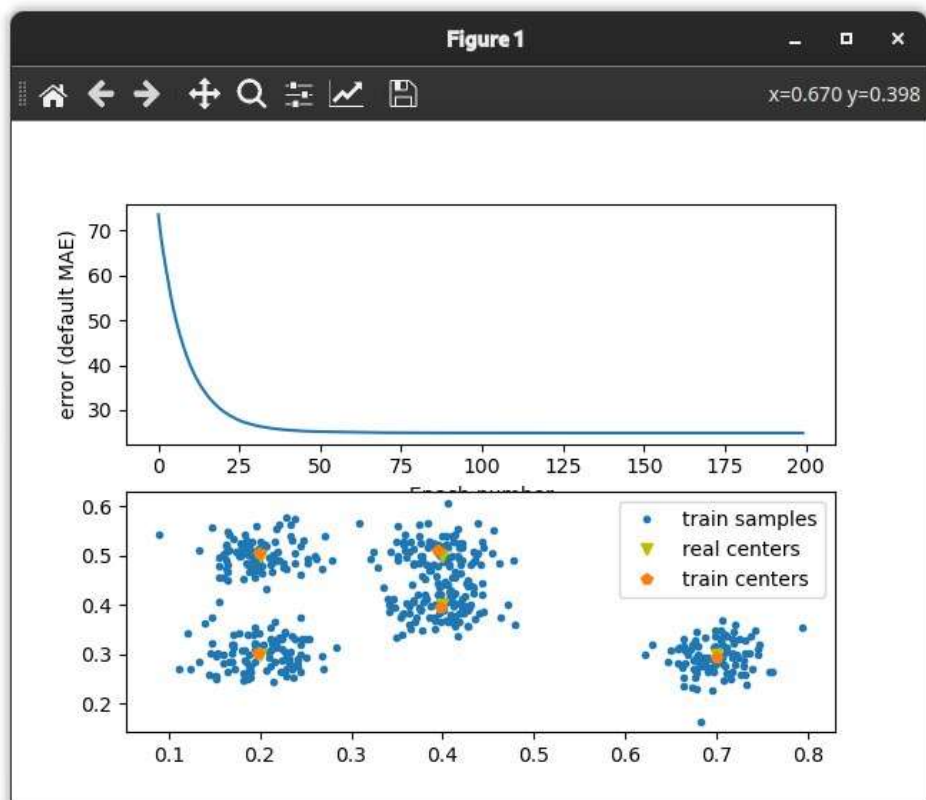 Figure 1
x=0.670 y=0.398
70
60
50
40
30
error (default MAE)
0 25 50 75 100 125 150 175 200
Epoch number
0.6
0.5
0.4
0.3
0.2
train samples
real centers
train centers
0.1 0.2 0.3 0.4 0.5 0.6 0.7 0.8